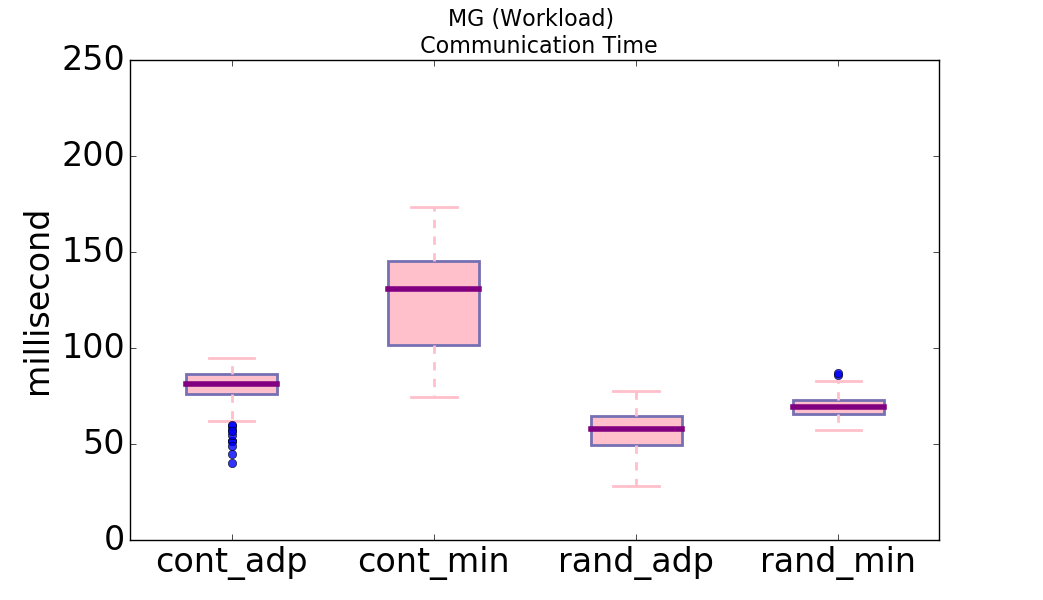 MG (Workload)
Communication Time
250
200
150
100
50
0
millisecond
cont_adp cont_min rand_adp rand_min